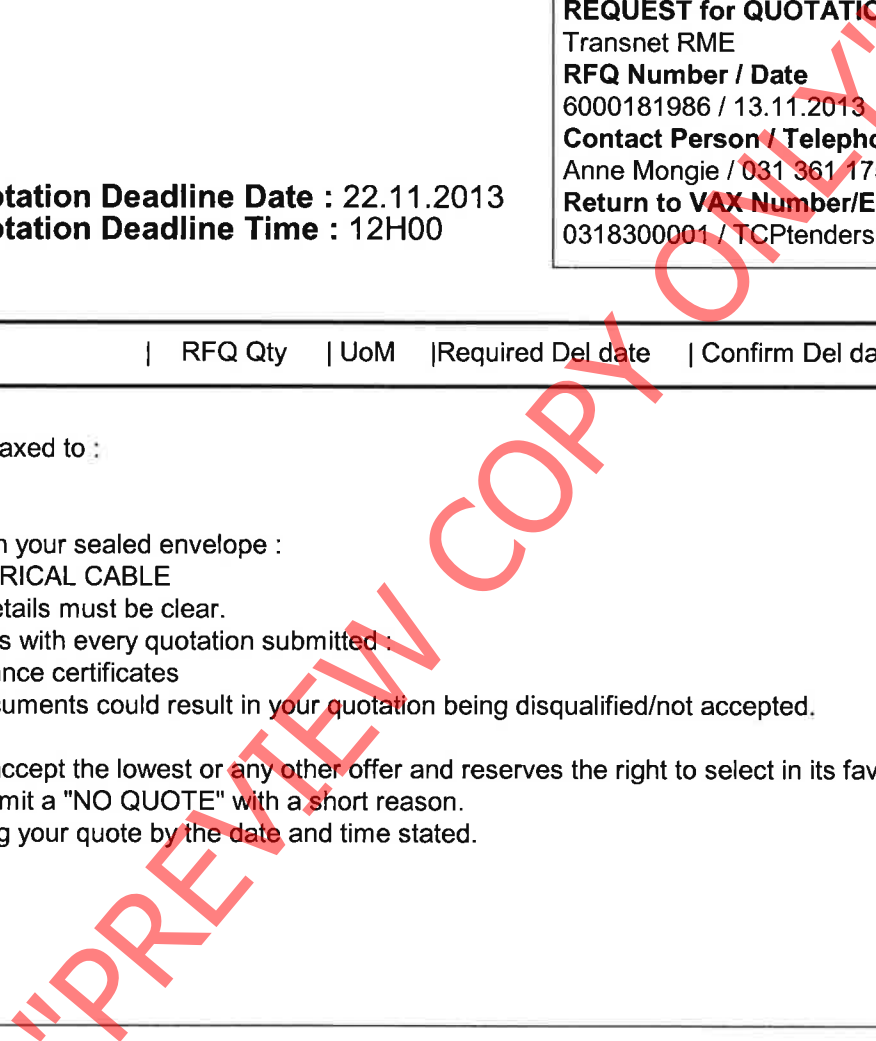 REQUEST for QUOTATIO
Transnet RME
RFQ Number / Date
6000181986 / 13.11.2013
Contact Person / Telepho
Anne Mongie / 031 361 17
Return to VAX Number/E
0318300001 / TCPtenders
otation Deadline Date : 22.11.2013
otation Deadline Time : 12H00
| RFQ Qty | UoM |Required Del date | Confirm Del da
axed to :
n your sealed envelope :
RICAL CABLE
etails must be clear.
s with every quotation submitted :
ance certificates
cuments could result in your quotation being disqualified/not accepted.
accept the lowest or any other offer and reserves the right to select in its fav
mit a "NO QUOTE" with a short reason.
g your quote by the date and time stated.
"PREVIEW COPY ONLY"